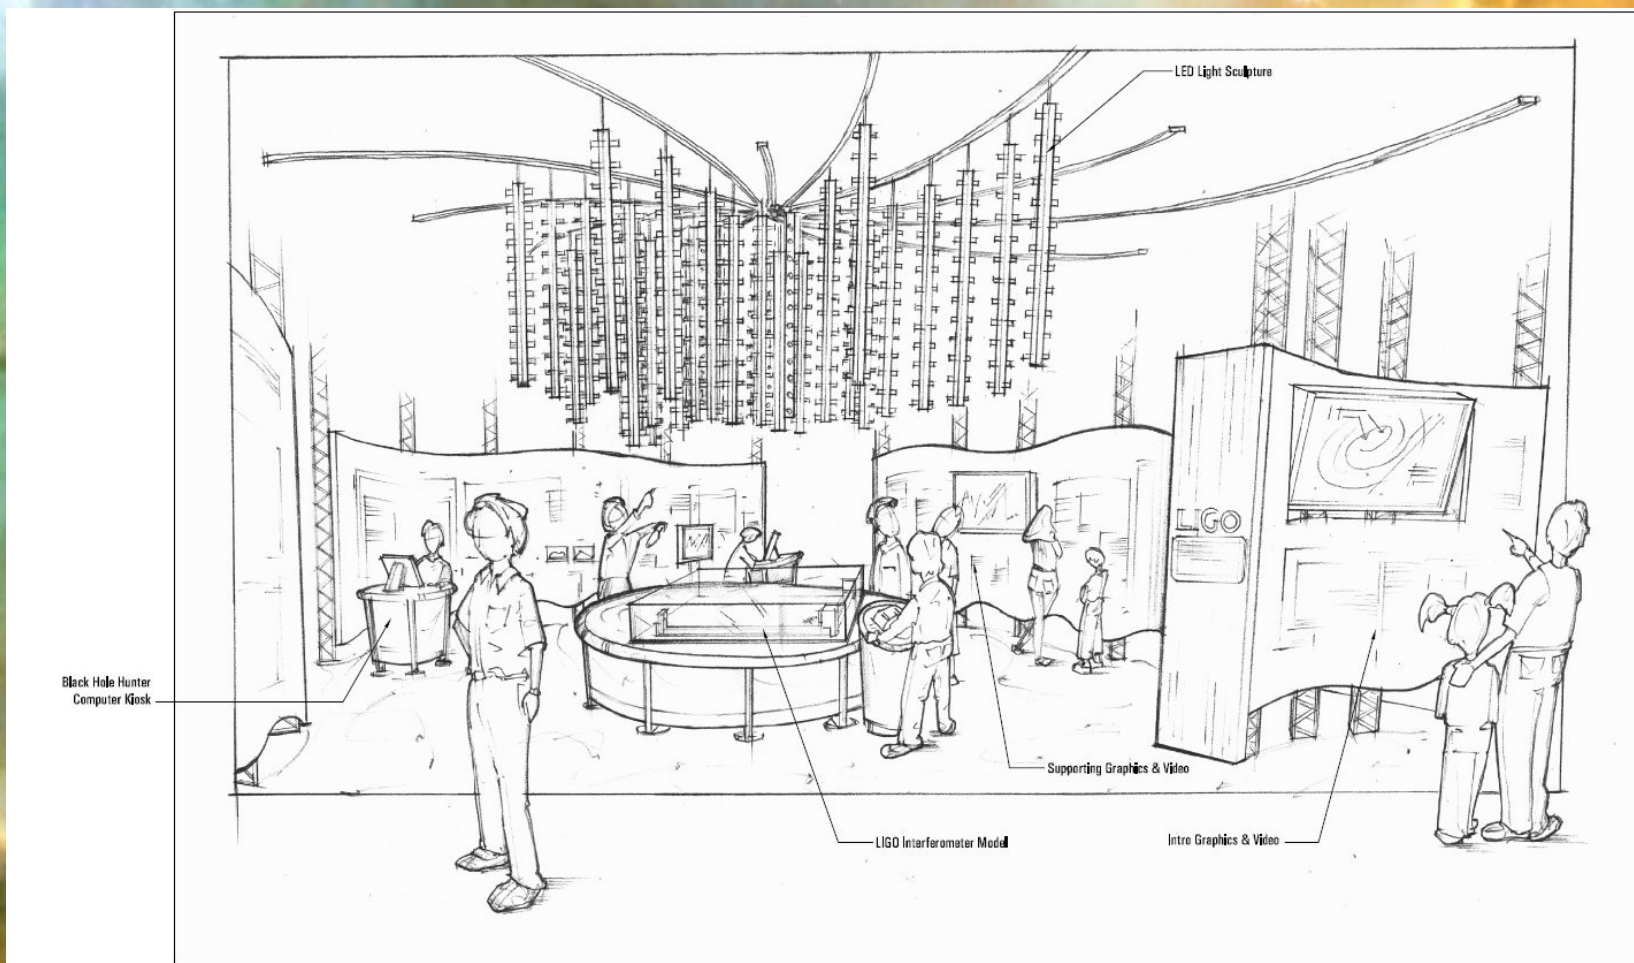 LED Light Sculpture
LIGO
Black Hole Hunter
Computer Kiosk
Supporting Graphics & Video
LIGO Interferometer Model
Intro Graphics & Video